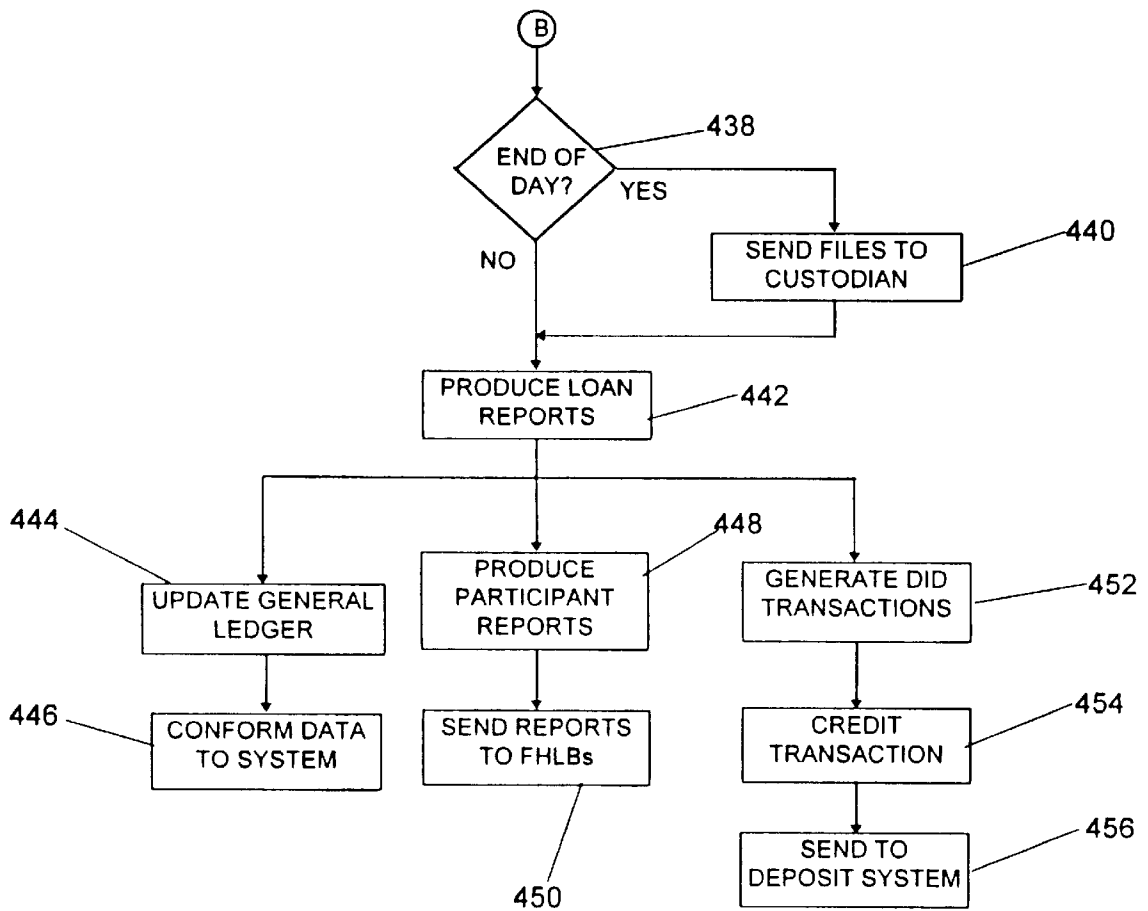 B
438
END OF
DAY?
YES
NO
440
SEND FILES TO
CUSTODIAN
PRODUCE LOAN
REPORTS
442
444
UPDATE GENERAL
LEDGER
448
PRODUCE
PARTICIPANT
REPORTS
GENERATE DID
TRANSACTIONS
452
446
CONFORM DATA
TO SYSTEM
SEND REPORTS
TO FHLBs
450
CREDIT
TRANSACTION
454
SEND TO
DEPOSIT SYSTEM
456